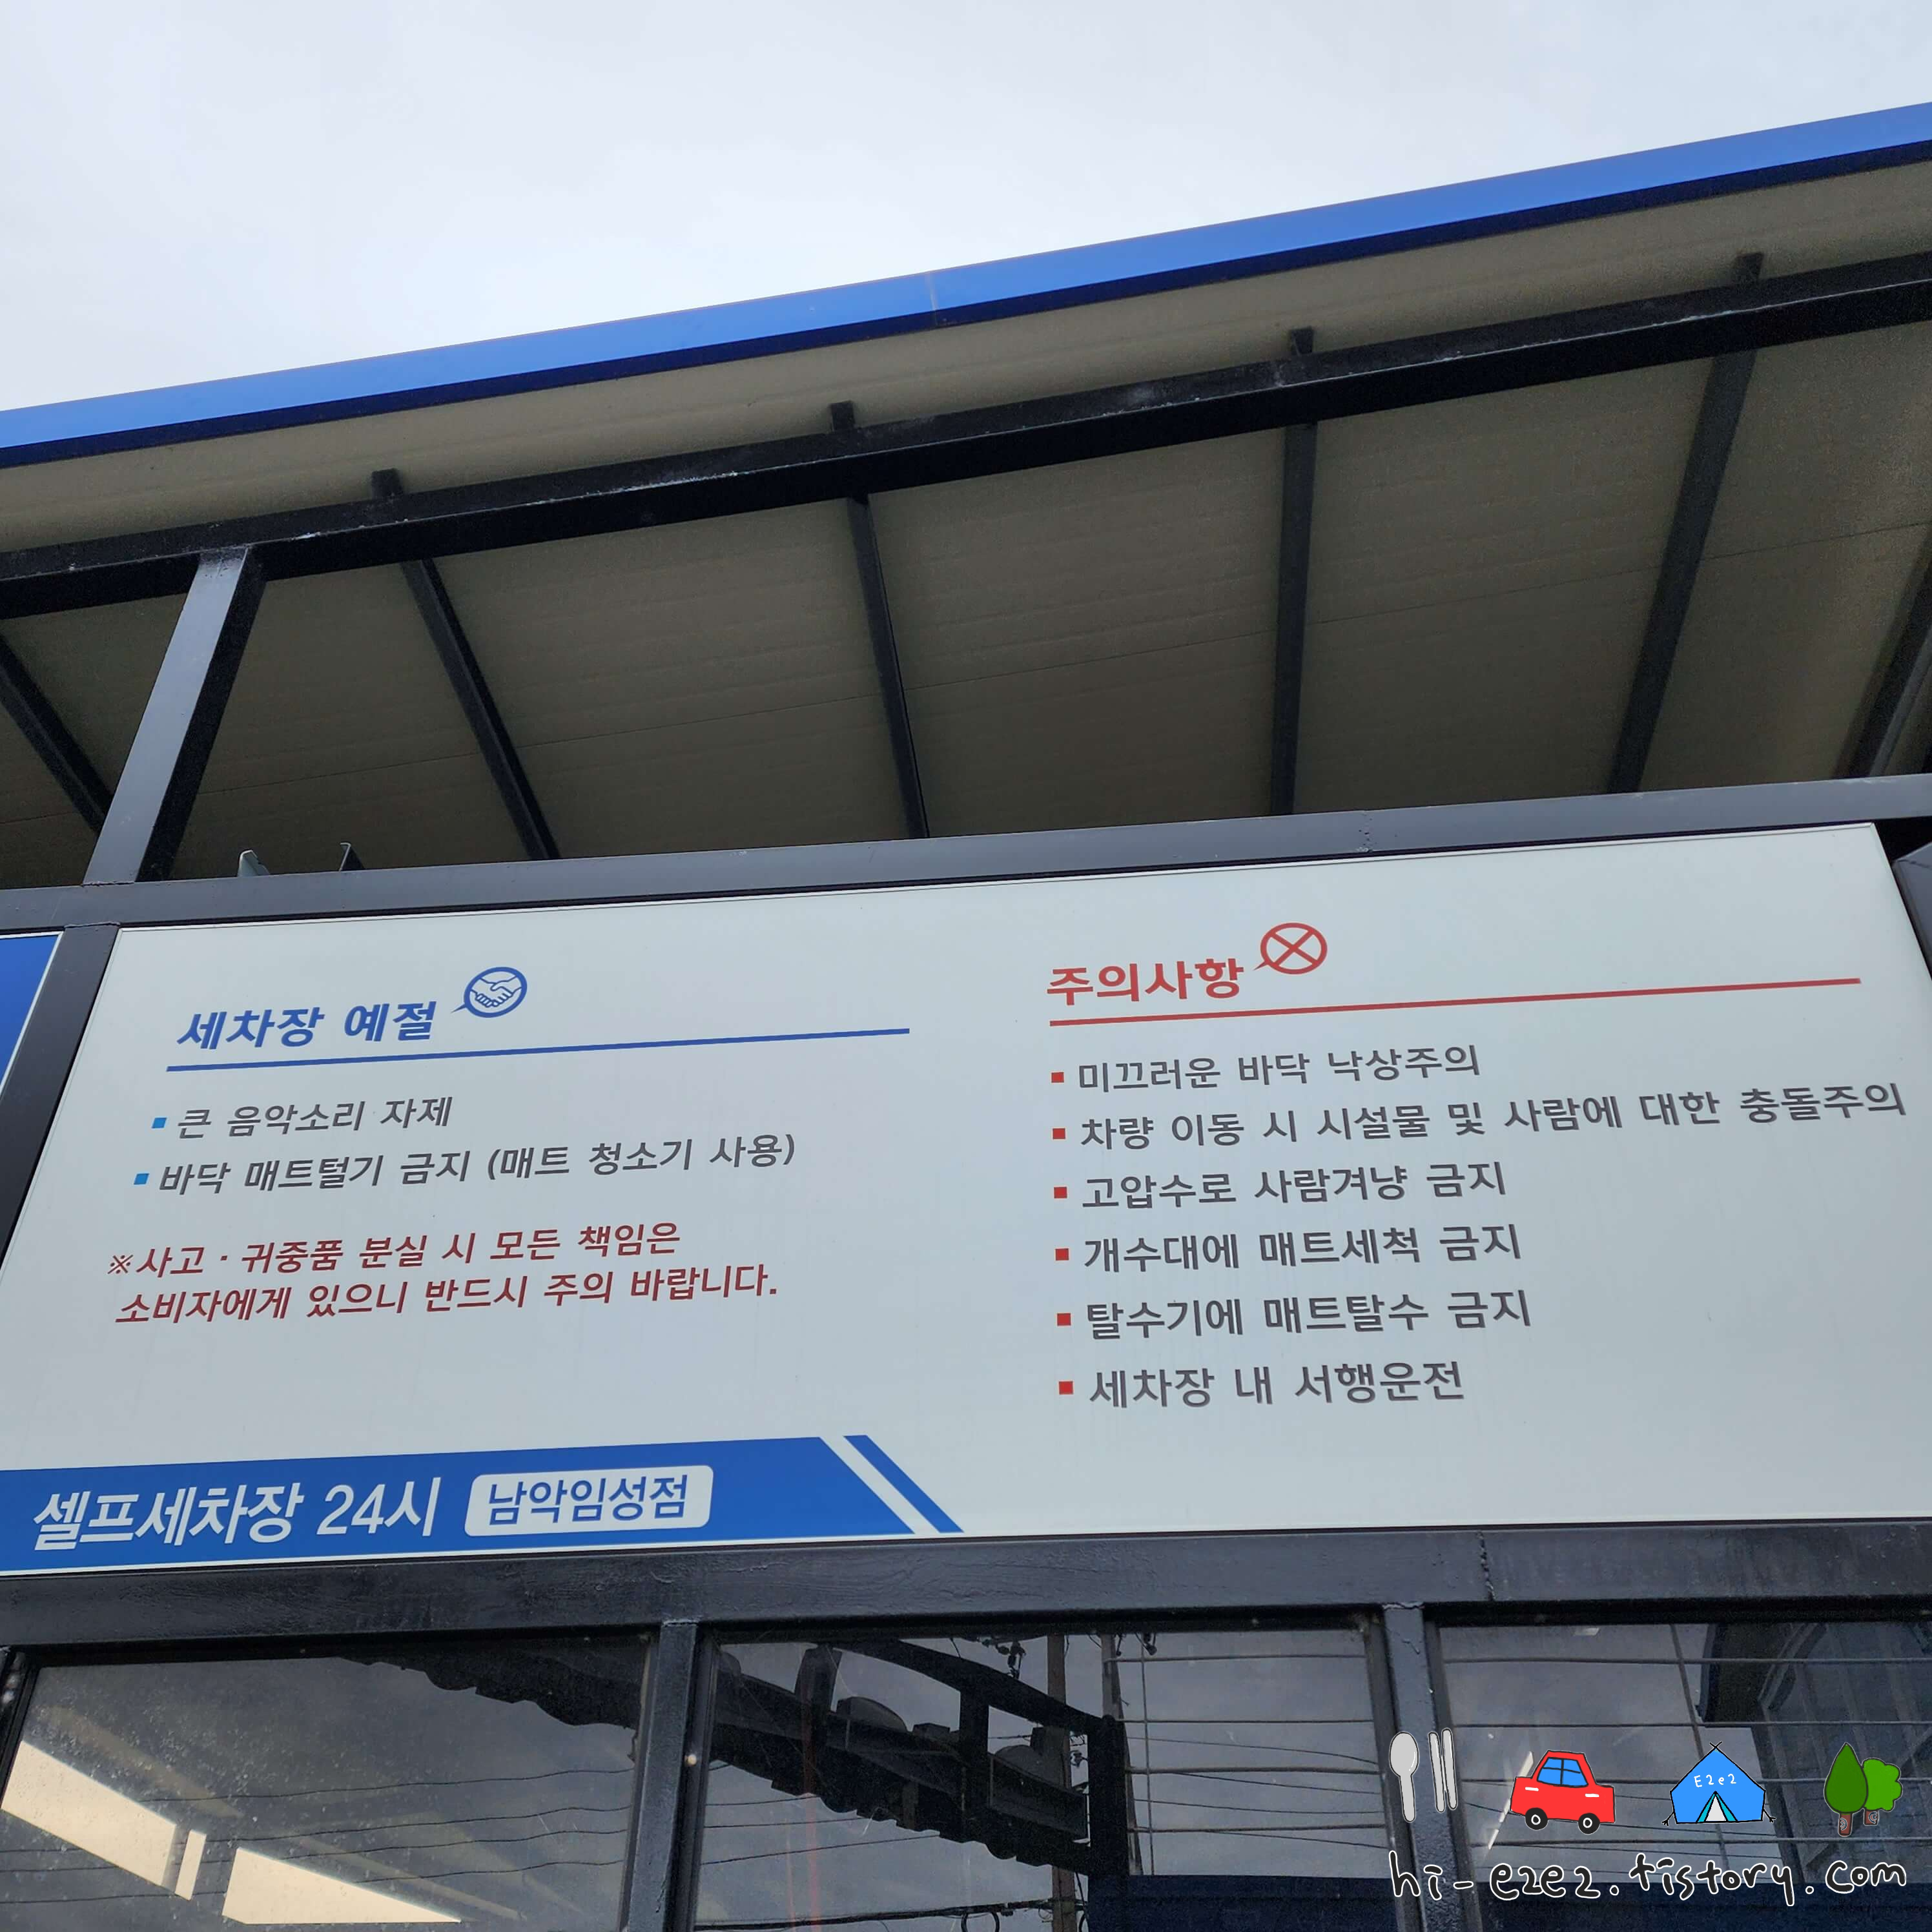 세차장 예절
큰 음악소리 자제
바닥 매트털기 금지 (매트 청소기 사용)
※사고·귀중품 분실 시 모든 책임은
소비자에게 있으니 반드시 주의 바랍니다.
주의사항
미끄러운 바닥 낙상주의
차량 이동 시 시설물 및 사람에 대한 충돌주의
고압수로 사람겨냥 금지
개수대에 매트세척 금지
탈수기에 매트탈수 금지
세차장 내 서행운전
셀프세차장 24시 남악임성점
E2e2
hi-e2e2.tistory.com